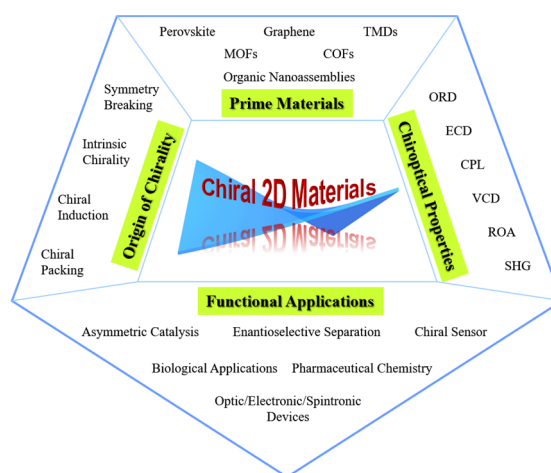 Perovskite Graphene TMDs
MOFs COFs
Organic Nanoassemblies
Prime Materials
Symmetry
Breaking
Intrinsic
Chirality
Chiral
Induction
Chiral
Packing
Origin of Chirality
Chiral 2D Materials
Chiroptical Properties
ORD
ECD
CPL
VCD
ROA
SHG
Functional Applications
Asymmetric Catalysis Enantioselective Separation Chiral Sensor
Biological Applications Pharmaceutical Chemistry
Optic/Electronic/Spintronic
Devices